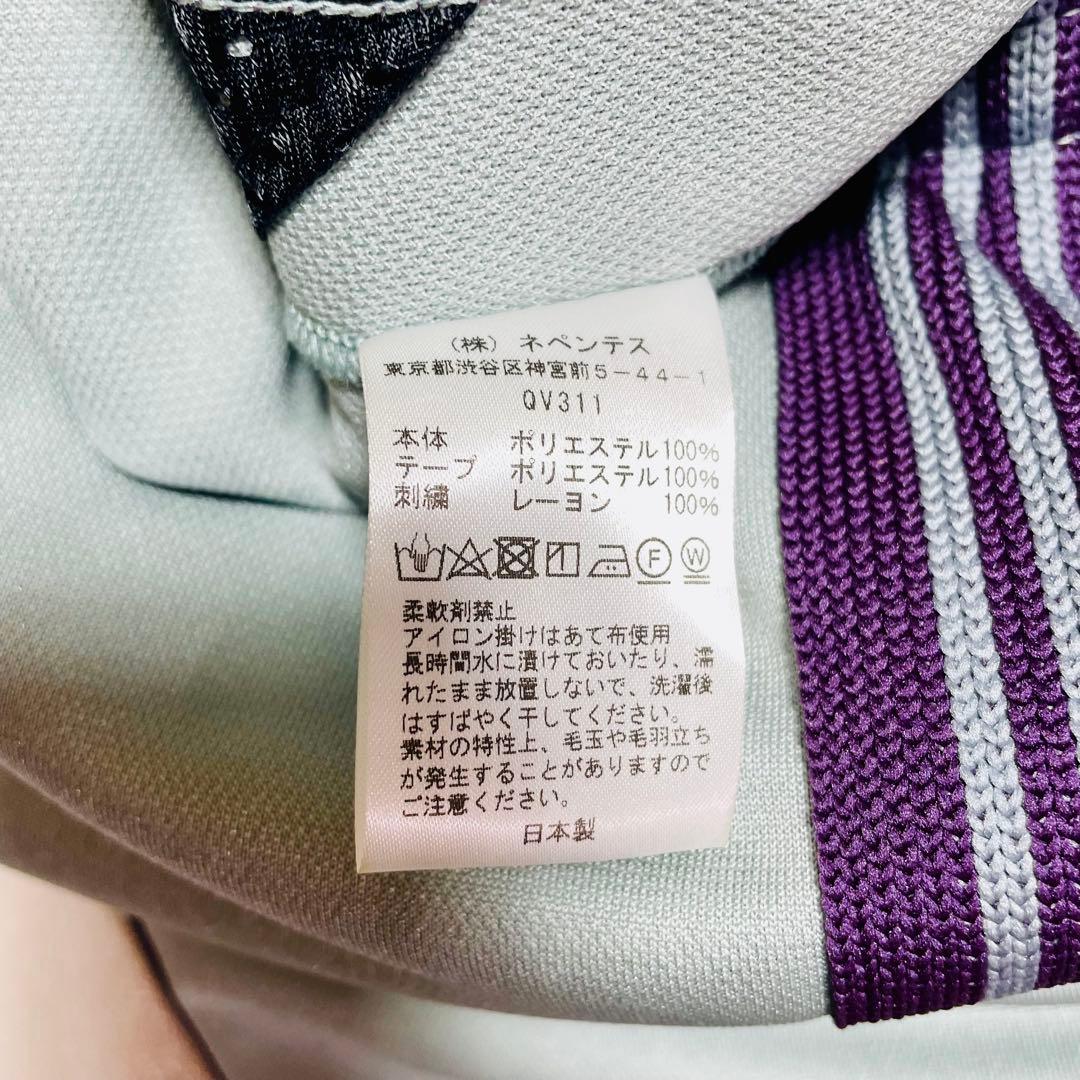 (株) ネペンテス
東京都渋谷区神宮前5-44-1
QV311
本体 ポリエステル100%
テープ ポリエステル100%
刺繍 レーヨン 100%
F W
柔軟剤禁止
アイロン掛けはあて布使用
長時間水に漬けておいたり、濡
れたまま放置しないで、洗濯後
はすばやく干してください。
素材の特性上、毛玉や毛羽立ち
が発生することがありますので
ご注意ください。
日本製